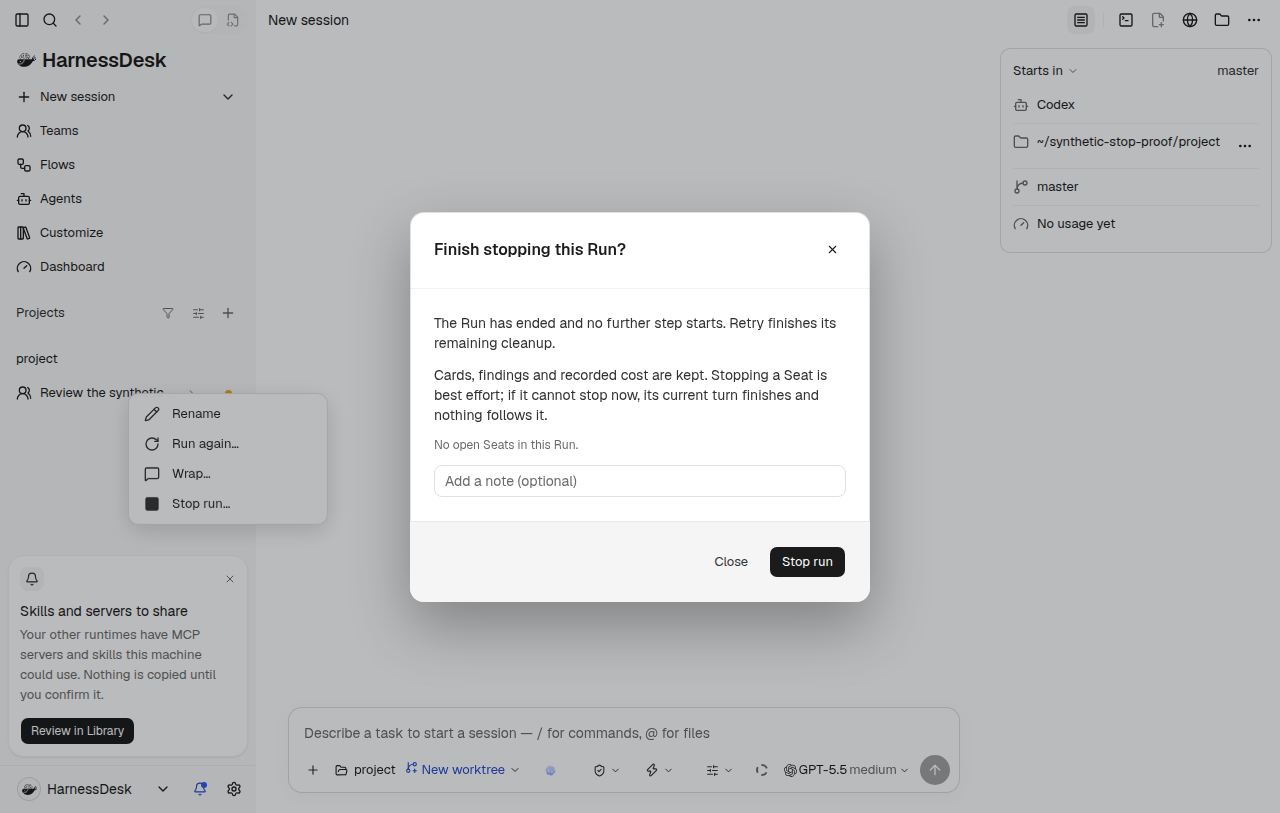 New session
HarnessDesk
New session
Teams
Flows
Agents
Customize
Dashboard
Projects
project
Review the synthetic
Rename
Run again…
Wrap…
Stop run…
Skills and servers to share
Your other runtimes have MCP
servers and skills this machine
could use. Nothing is copied until
you confirm it.
Review in Library
HarnessDesk
Starts in
master
Codex
~/synthetic-stop-proof/project
master
No usage yet
Finish stopping this Run?
The Run has ended and no further step starts. Retry finishes its
remaining cleanup.
Cards, findings and recorded cost are kept. Stopping a Seat is
best effort; if it cannot stop now, its current turn finishes and
nothing follows it.
No open Seats in this Run.
Add a note (optional)
Close
Stop run
Describe a task to start a session — / for commands, @ for files
project
New worktree
GPT-5.5 medium